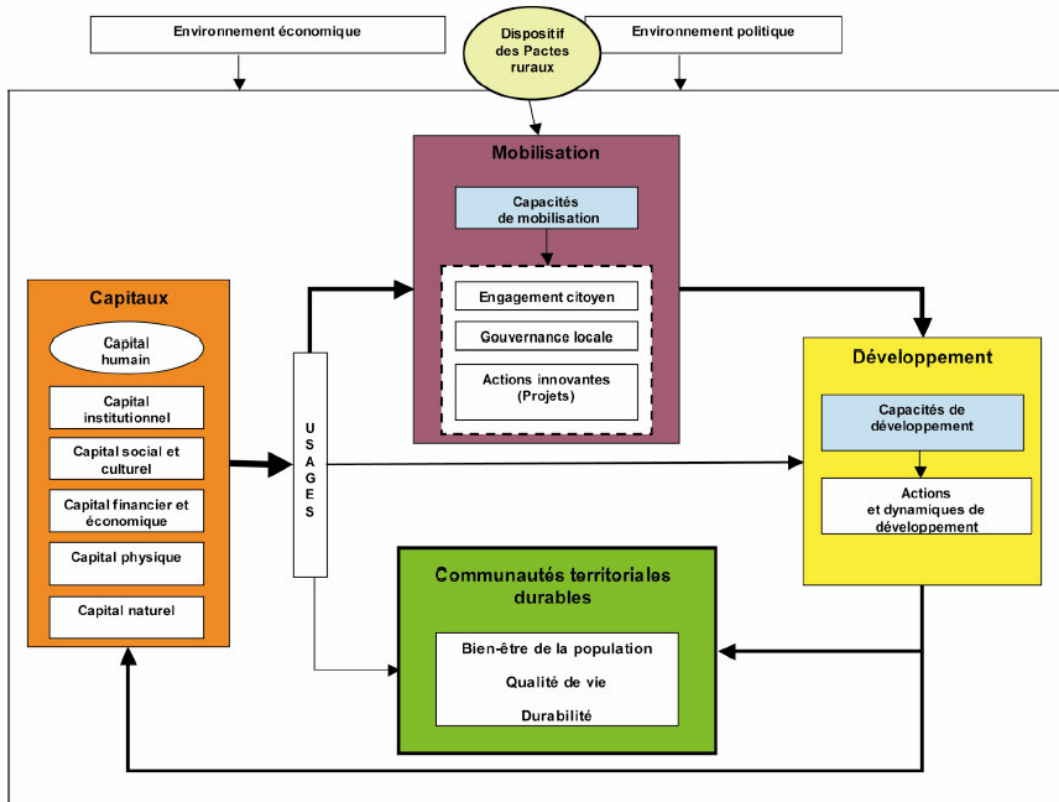 Environnement économique
Dispositif
des Pactes
ruraux
Environnement politique
Mobilisation
Capacités
de mobilisation
Engagement citoyen
Gouvernance locale
Actions innovantes
(Projets)
Capitaux
Capital
humain
Capital
institutionnel
Capital social et
culturel
Capital financier et
économique
Capital physique
Capital naturel
USAGES
Développement
Capacités de
développement
Actions
et dynamiques de
développement
Communautés territoriales
durables
Bien-être de la population
Qualité de vie
Durabilité